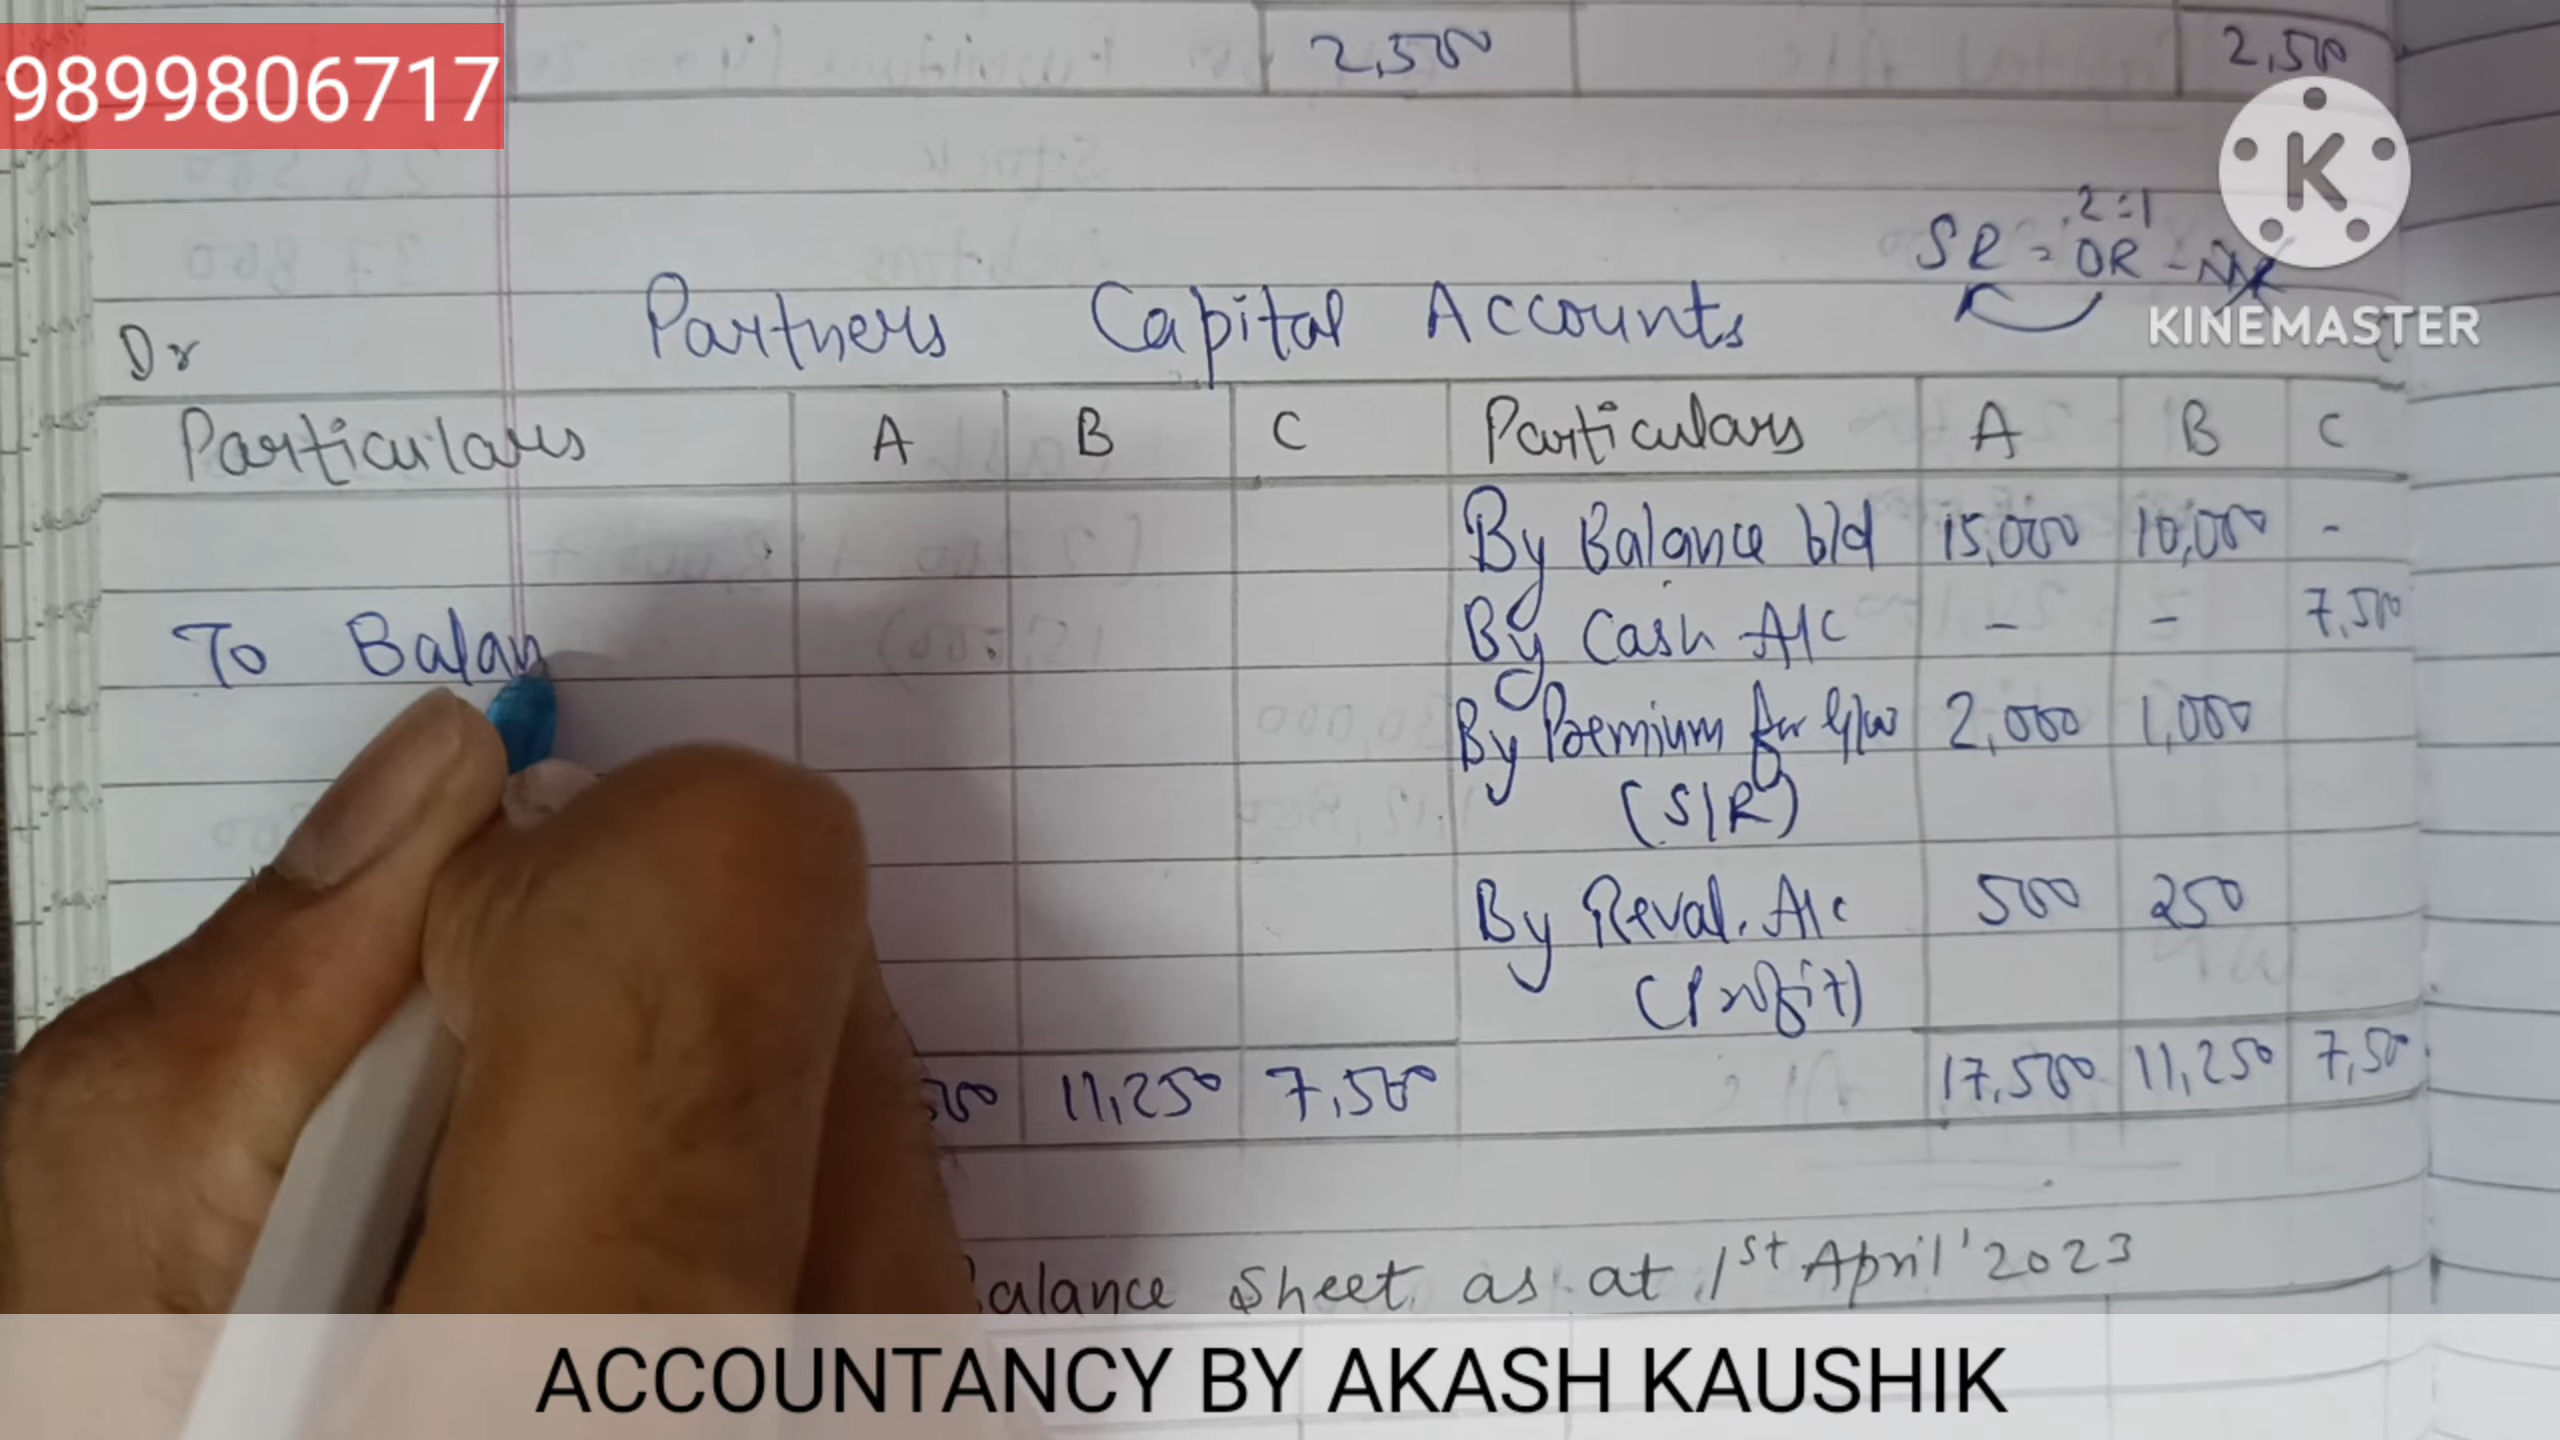 9899806717
2,500 2,500
2:1
SR = OR - NR
KINEMASTER
Dr Partners Capital Accounts
Particulars A B C Particulars A B C
By Balance b/d 15,000 10,000 -
To Balan By Cash A/c - - 7,500
By Premium for G/w 2,000 1,000
(S/R)
By Reval. A/c 500 250
(Profit)
500 11,250 7,500 17,500 11,250 7,50
alance Sheet as at 1st April' 2023
ACCOUNTANCY BY AKASH KAUSHIK